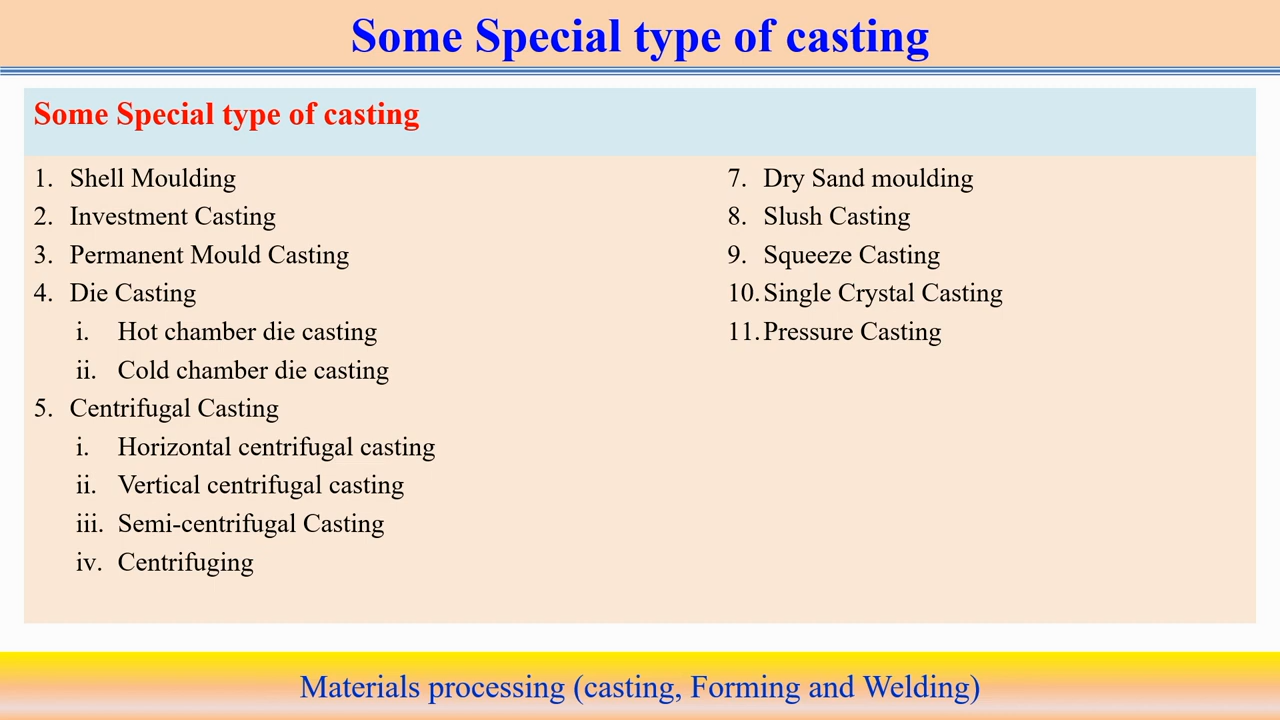 Some Special type of casting
Some Special type of casting
1. Shell Moulding
2. Investment Casting
3. Permanent Mould Casting
4. Die Casting
i. Hot chamber die casting
ii. Cold chamber die casting
5. Centrifugal Casting
i. Horizontal centrifugal casting
ii. Vertical centrifugal casting
iii. Semi-centrifugal Casting
iv. Centrifuging
7. Dry Sand moulding
8. Slush Casting
9. Squeeze Casting
10. Single Crystal Casting
11. Pressure Casting
Materials processing (casting, Forming and Welding)